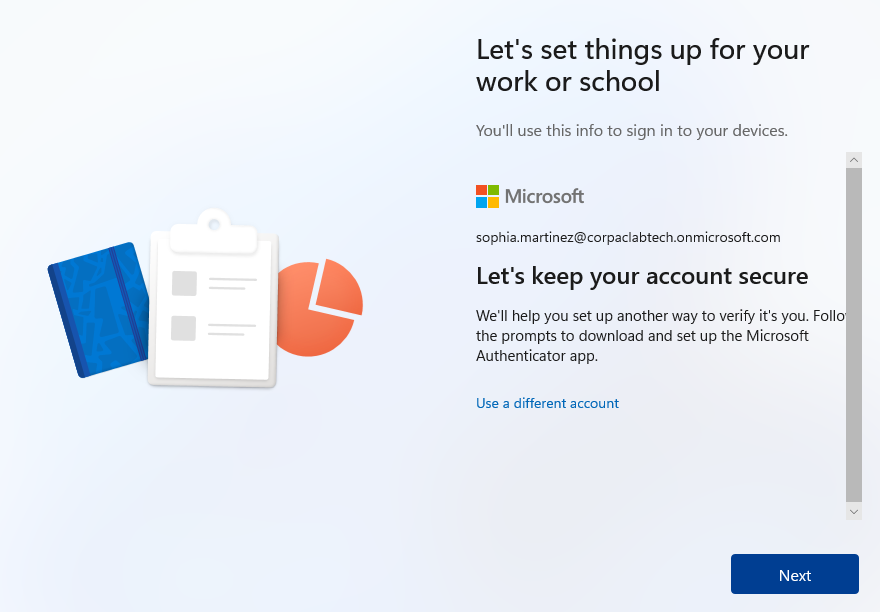 Let's set things up for your
work or school
You'll use this info to sign in to your devices.
Microsoft
sophia.martinez@corpaclabtech.onmicrosoft.com
Let's keep your account secure
We'll help you set up another way to verify it's you. Follo
the prompts to download and set up the Microsoft
Authenticator app.
Use a different account
Next